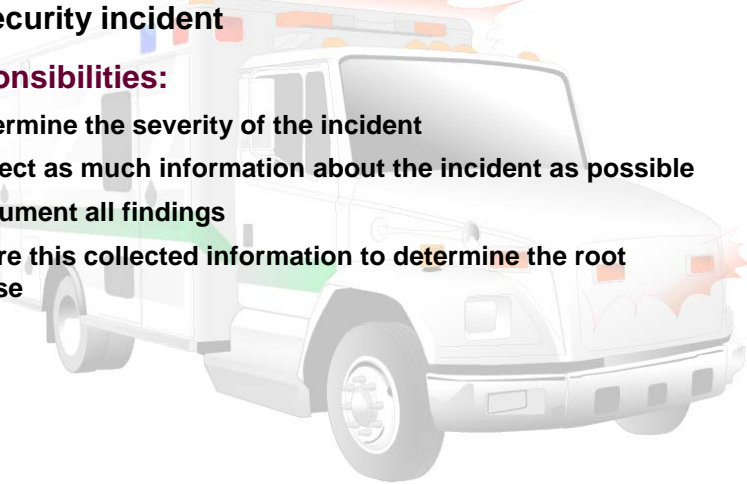 ecurity incident
onsibilities:
ermine the severity of the incident
ect as much information about the incident as possible
ument all findings
re this collected information to determine the root
se